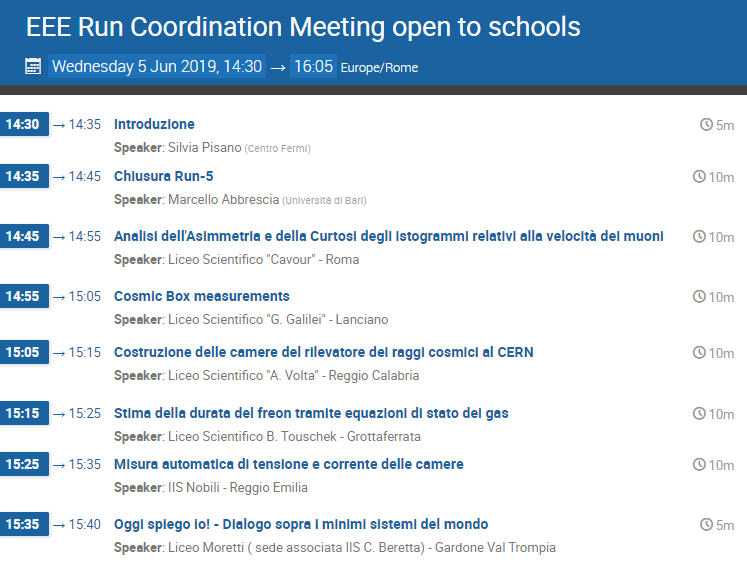 EEE Run Coordination Meeting open to schools
Wednesday 5 Jun 2019, 14:30 → 16:05 Europe/Rome
14:30 → 14:35 Introduzione 5m
Speaker: Silvia Pisano (Centro Fermi)
14:35 → 14:45 Chiusura Run-5 10m
Speaker: Marcello Abbrescia (Università di Bari)
14:45 → 14:55 Analisi dell'Asimmetria e della Curtosi degli istogrammi relativi alla velocità dei muoni 10m
Speaker: Liceo Scientifico "Cavour" - Roma
14:55 → 15:05 Cosmic Box measurements 10m
Speaker: Liceo Scientifico "G. Galilei" - Lanciano
15:05 → 15:15 Costruzione delle camere del rilevatore dei raggi cosmici al CERN 10m
Speaker: Liceo Scientifico "A. Volta" - Reggio Calabria
15:15 → 15:25 Stima della durata del freon tramite equazioni di stato dei gas 10m
Speaker: Liceo Scientifico B. Touschek - Grottaferrata
15:25 → 15:35 Misura automatica di tensione e corrente delle camere 10m
Speaker: IIS Nobili - Reggio Emilia
15:35 → 15:40 Oggi spiego io! - Dialogo sopra i minimi sistemi del mondo 5m
Speaker: Liceo Moretti ( sede associata IIS C. Beretta) - Gardone Val Trompia